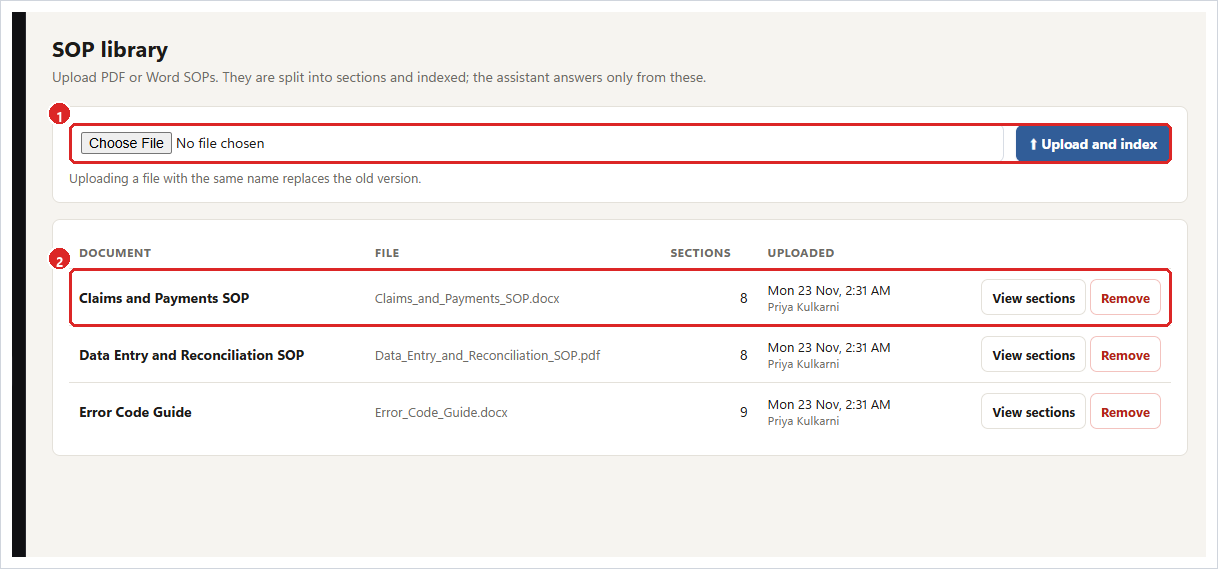 SOP library
Upload PDF or Word SOPs. They are split into sections and indexed; the assistant answers only from these.
1
Choose File No file chosen
⬆ Upload and index
Uploading a file with the same name replaces the old version.
DOCUMENT FILE SECTIONS UPLOADED
2
Claims and Payments SOP Claims_and_Payments_SOP.docx 8 Mon 23 Nov, 2:31 AM View sections Remove
Priya Kulkarni
Data Entry and Reconciliation SOP Data_Entry_and_Reconciliation_SOP.pdf 8 Mon 23 Nov, 2:31 AM View sections Remove
Priya Kulkarni
Error Code Guide Error_Code_Guide.docx 9 Mon 23 Nov, 2:31 AM View sections Remove
Priya Kulkarni